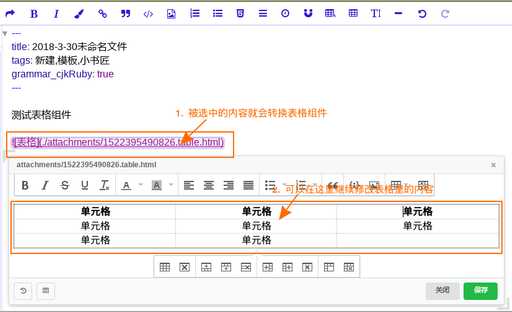 ---
title: 2018-3-30未命名文件
tags: 新建,模板,小书匠
grammar_cjkRuby: true
---
测试表格组件
1. 被选中的内容就会转换表格组件
![表格](./attachments/1522395490826.table.html)
attachments/1522395490826.table.html
2. 可以在这里继续修改表格里的内容
单元格 单元格 单元格
单元格 单元格 单元格
单元格 单元格
关闭 保存